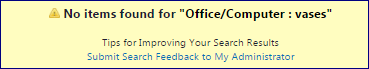 No items found for "Office/Computer : vases"
Tips for Improving Your Search Results
Submit Search Feedback to My Administrator